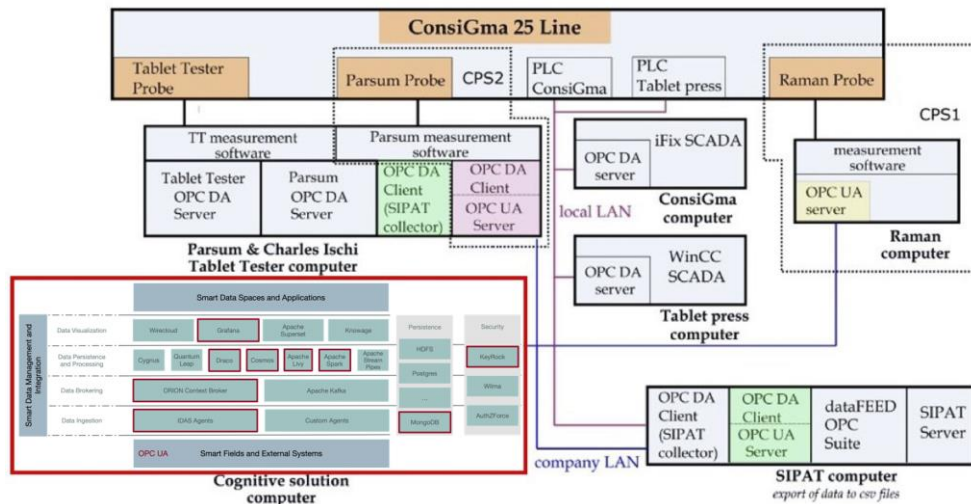 ConsiGma 25 Line
Tablet Tester
Probe
Parsum Probe
CPS2
PLC
ConsiGma
PLC
Tablet press
Raman Probe
CPS1
TT measurement
software
Parsum measurement
software
Tablet Tester
OPC DA
Server
Parsum
OPC DA
Server
OPC DA
Client
(SIPAT
collector)
OPC DA
Client
OPC UA
Server
Parsum & Charles Ischi
Tablet Tester computer
local LAN
iFix SCADA
OPC DA
server
ConsiGma
computer
WinCC
SCADA
OPC DA
server
Tablet press
computer
measurement
software
OPC UA
server
Raman
computer
Smart Data Spaces and Applications
Smart Data Management and
Integration
Data Visualization
Wirecloud
Grafana
Apache
Superset
Knowage
Data Persistence
and Processing
Cygnus
Quantum
Leap
Draco
Cosmos
Apache
Livy
Apache
Spark
Apache
Stream
Pipes
Data Brokering
ORION Context Broker
Apache Kafka
Data Ingestion
IDAS Agents
Custom Agents
Persistence
HDFS
Postgres
...
MongoDB
Security
KeyRock
Wilma
AuthZForce
OPC UA
Smart Fields and External Systems
Cognitive solution
computer
company LAN
OPC DA
Client
(SIPAT
collector)
OPC DA
Client
OPC UA
Server
dataFEED
OPC
Suite
SIPAT
Server
SIPAT computer
export of data to csv files